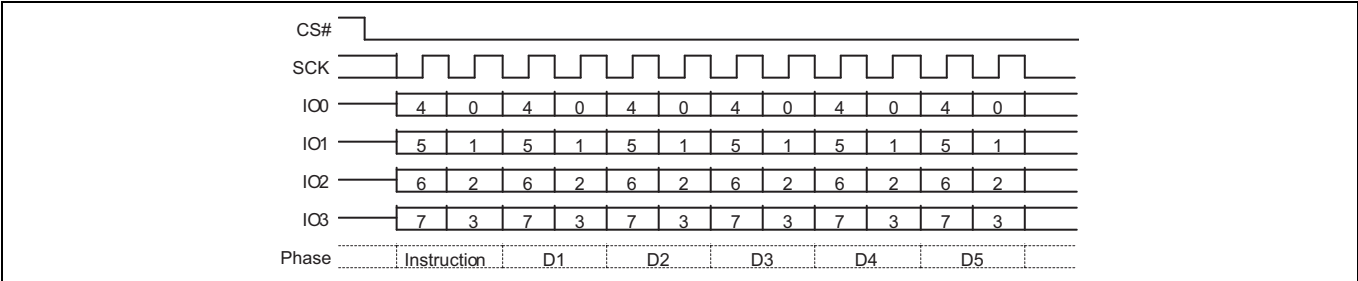 CS#
SCK
IO0 4 0 4 0 4 0 4 0 4 0 4 0
IO1 5 1 5 1 5 1 5 1 5 1 5 1
IO2 6 2 6 2 6 2 6 2 6 2 6 2
IO3 7 3 7 3 7 3 7 3 7 3 7 3
Phase Instruction D1 D2 D3 D4 D5